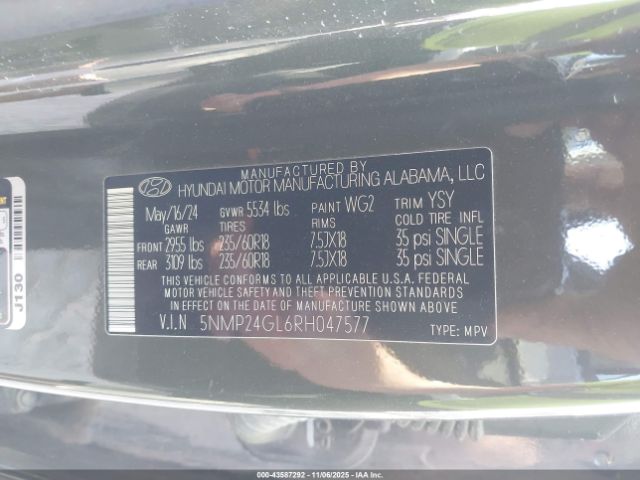 MANUFACTURED BY
HYUNDAI MOTOR MANUFACTURING ALABAMA, LLC
May/16/24 GVWR 5534 lbs PAINT WG2 TRIM YSY
GAWR TIRES RIMS COLD TIRE INFL.
FRONT 2955 lbs 235/60R18 7.5JX18 35 psi SINGLE
REAR 3109 lbs 235/60R18 7.5JX18 35 psi SINGLE
THIS VEHICLE CONFORMS TO ALL APPLICABLE U.S.A. FEDERAL
MOTOR VEHICLE SAFETY AND THEFT PREVENTION STANDARDS
IN EFFECT ON THE DATE OF MANUFACTURE SHOWN ABOVE.
V.I.N 5NMP24GL6RH047577 TYPE: MPV
J130
000-43587292 - 11/06/2025 - IAAI